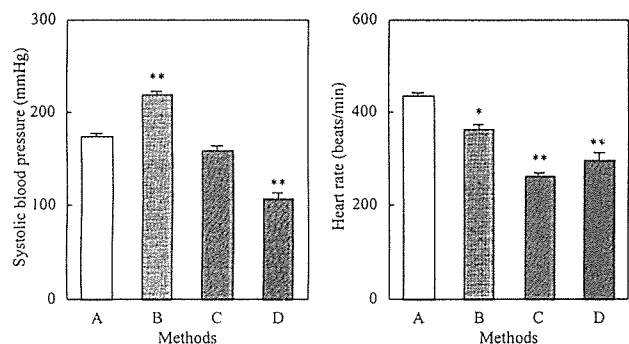 Systolic blood pressure (mmHg)
300
200
100
0
**
**
A B C D
Methods
Heart rate (beats/min)
600
400
200
0
*
**
**
A B C D
Methods